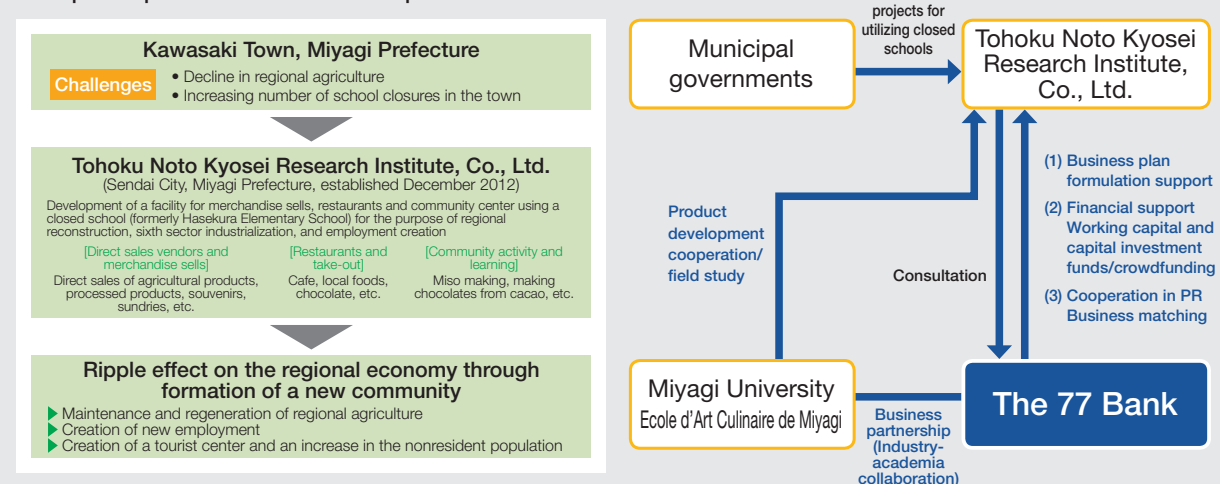 Kawasaki Town, Miyagi Prefecture
Challenges
• Decline in regional agriculture
• Increasing number of school closures in the town
Tohoku Noto Kyosei Research Institute, Co., Ltd.
(Sendai City, Miyagi Prefecture, established December 2012)
Development of a facility for merchandise sells, restaurants and community center using a
closed school (formerly Hasekura Elementary School) for the purpose of regional
reconstruction, sixth sector industrialization, and employment creation
[Direct sales vendors and
merchandise sells]
Direct sales of agricultural products,
processed products, souvenirs,
sundries, etc.
[Restaurants and
take-out]
Cafe, local foods,
chocolate, etc.
[Community activity and
learning]
Miso making, making
chocolates from cacao, etc.
Ripple effect on the regional economy through
formation of a new community
Maintenance and regeneration of regional agriculture
Creation of new employment
Creation of a tourist center and an increase in the nonresident population
Municipal
governments
projects for
utilizing closed
schools
Tohoku Noto Kyosei
Research Institute,
Co., Ltd.
Product
development
cooperation/
field study
Consultation
(1) Business plan
formulation support
(2) Financial support
Working capital and
capital investment
funds/crowdfunding
(3) Cooperation in PR
Business matching
Miyagi University
Ecole d'Art Culinaire de Miyagi
Business
partnership
(Industry-
academia
collaboration)
The 77 Bank